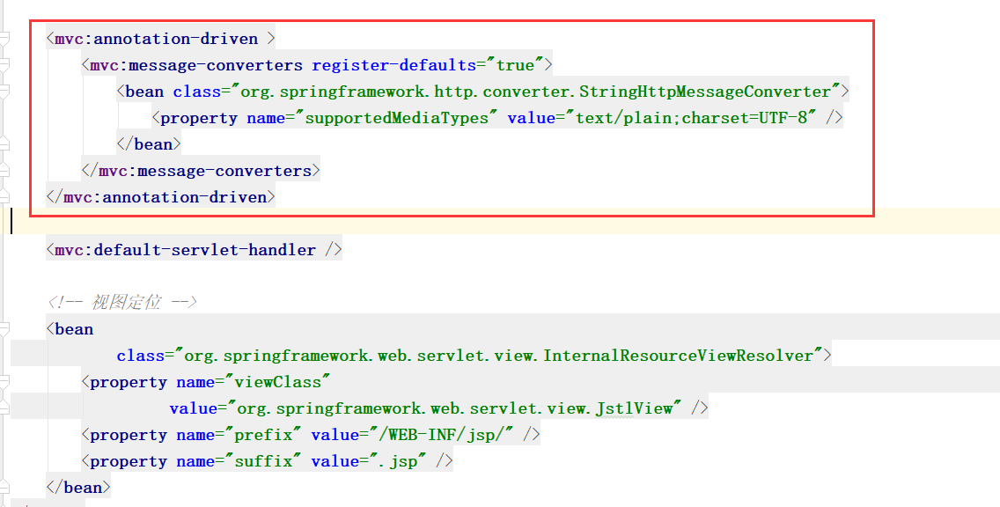 <mvc:annotation-driven >
<mvc:message-converters register-defaults="true">
<bean class="org.springframework.http.converter.StringHttpMessageConverter">
<property name="supportedMediaTypes" value="text/plain;charset=UTF-8" />
</bean>
</mvc:message-converters>
</mvc:annotation-driven>
<mvc:default-servlet-handler />
<!-- 视图定位 -->
<bean
class="org.springframework.web.servlet.view.InternalResourceViewResolver">
<property name="viewClass"
value="org.springframework.web.servlet.view.JstlView" />
<property name="prefix" value="/WEB-INF/jsp/" />
<property name="suffix" value=".jsp" />
</bean>